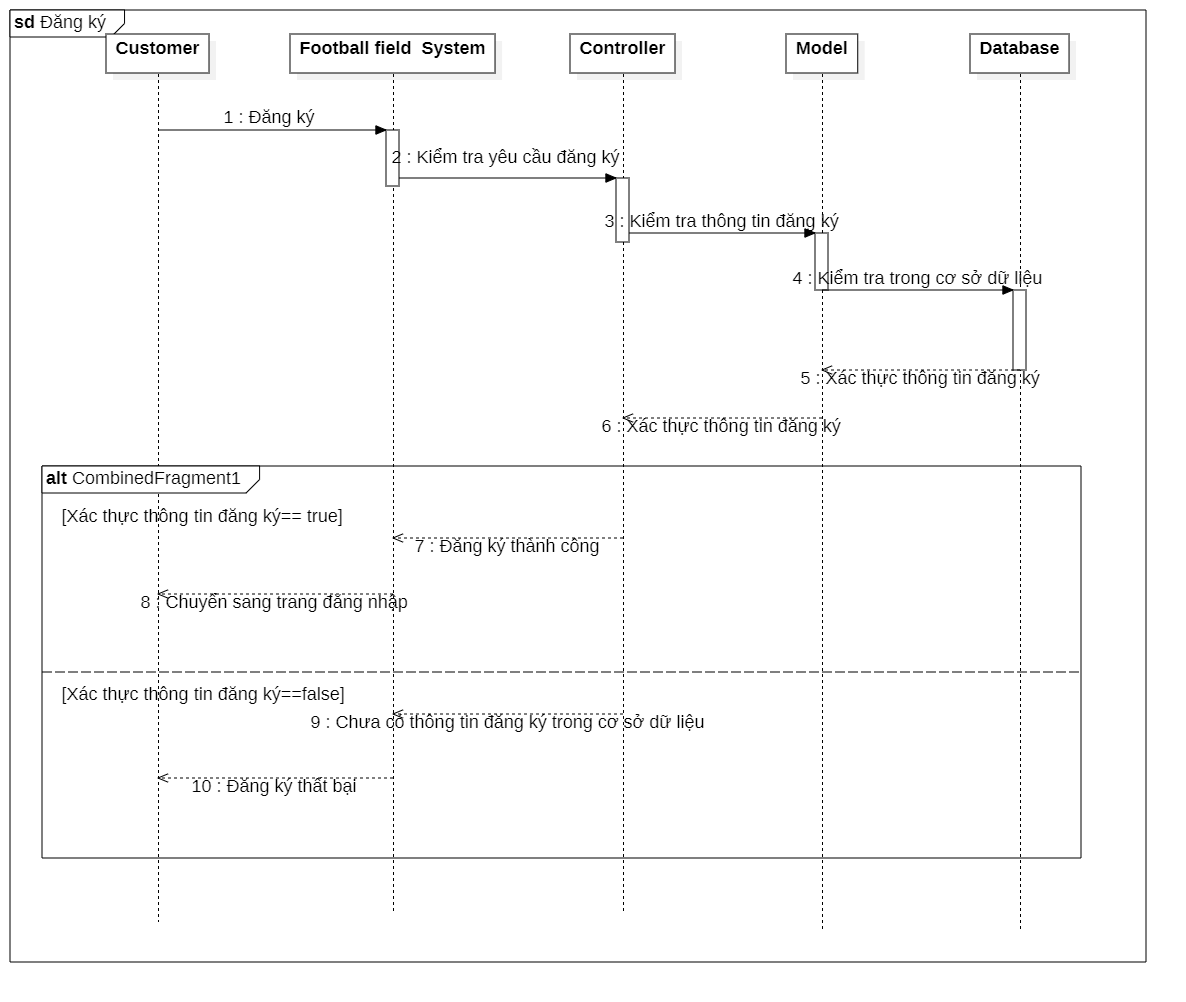 sd Đăng ký
Customer
Football field System
Controller
Model
Database
1 : Đăng ký
2 : Kiểm tra yêu cầu đăng ký
3 : Kiểm tra thông tin đăng ký
4 : Kiểm tra trong cơ sở dữ liệu
5 : Xác thực thông tin đăng ký
6 : Xác thực thông tin đăng ký
alt CombinedFragment1
[Xác thực thông tin đăng ký== true]
7 : Đăng ký thành công
8 : Chuyển sang trang đăng nhập
[Xác thực thông tin đăng ký==false]
9 : Chưa có thông tin đăng ký trong cơ sở dữ liệu
10 : Đăng ký thất bại